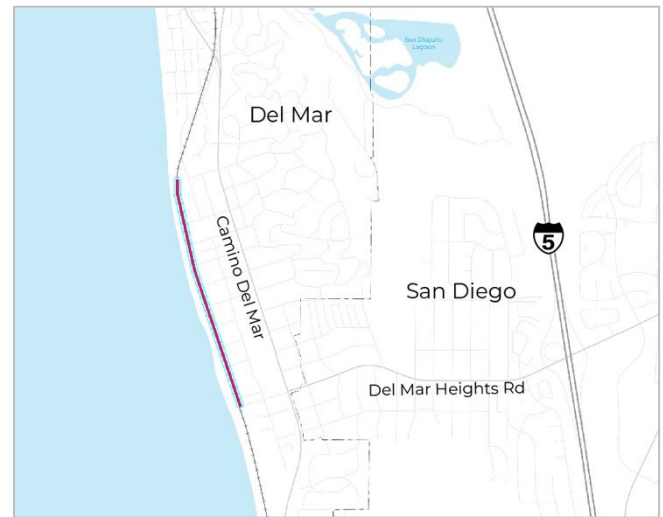 San Dieguito
Lagoon
Del Mar
Camino Del Mar
5
San Diego
Del Mar Heights Rd